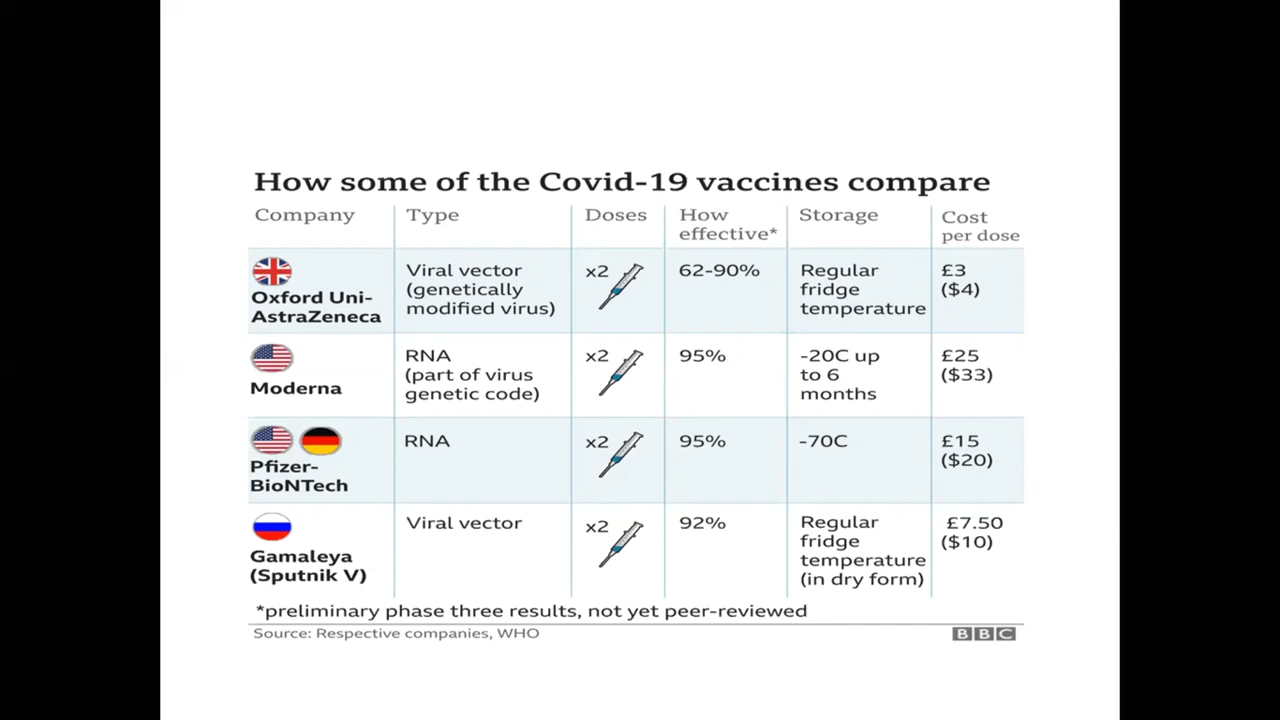 How some of the Covid-19 vaccines compare
Company
Type
Doses
How
effective*
Storage
Cost
per dose
Oxford Uni-
AstraZeneca
Viral vector
(genetically
modified virus)
x2
62-90%
Regular
fridge
temperature
£3
($4)
Moderna
RNA
(part of virus
genetic code)
x2
95%
-20C up
to 6
months
£25
($33)
Pfizer-
BioNTech
RNA
x2
95%
-70C
£15
($20)
Gamaleya
(Sputnik V)
Viral vector
x2
92%
Regular
fridge
temperature
(in dry form)
£7.50
($10)
*preliminary phase three results, not yet peer-reviewed
Source: Respective companies, WHO
BBC